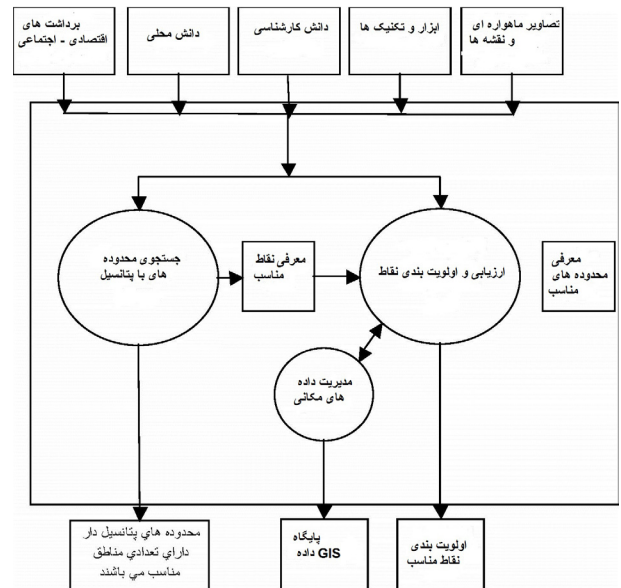 تصاویر ماهواره ای
و نقشه ها
ابزار و تکنیک ها
دانش کارشناسی
دانش محلی
برداشت های
اقتصادی - اجتماعی
جستجوی محدوده
های با پتانسیل
معرفی نقاط
مناسب
ارزیابی و اولویت بندی نقاط
معرفی
محدوده های
مناسب
مدیریت داده
های مکانی
محدوده هاي پتانسیل دار
داراي تعدادي مناطق
مناسب مي باشند
پایگاه
داده GIS
اولویت بندی
نقاط مناسب